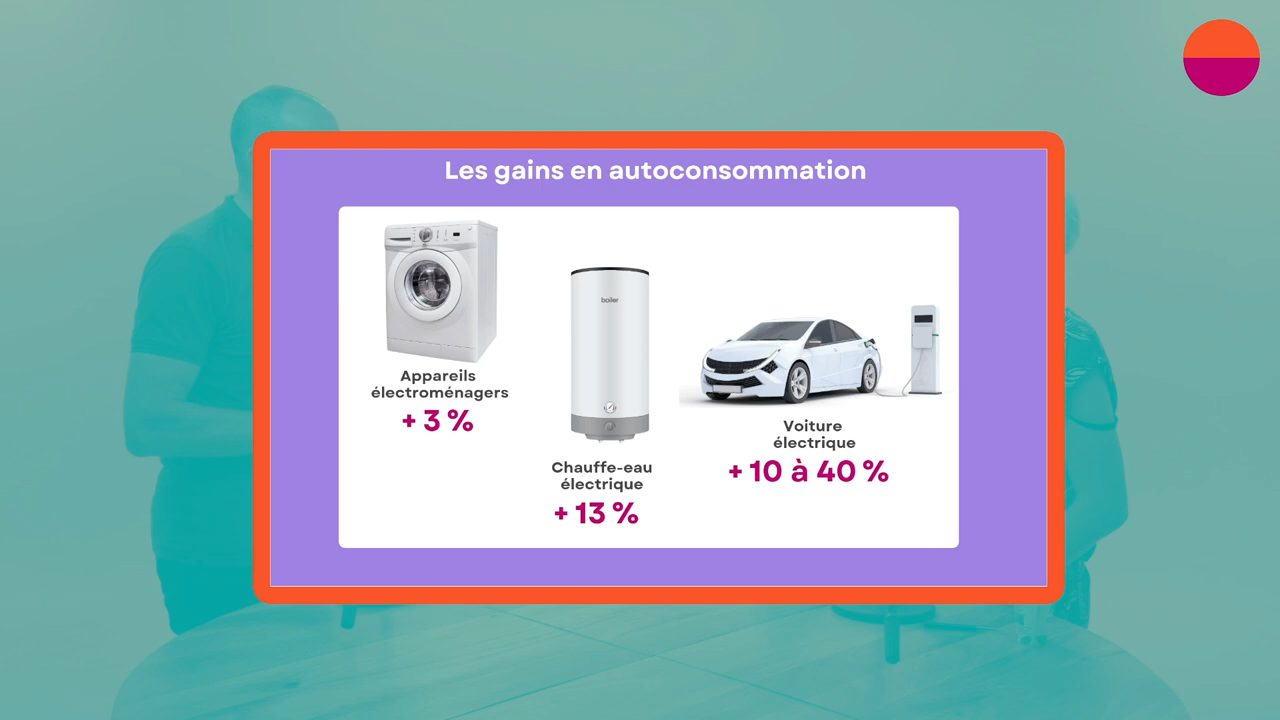 Les gains en autoconsommation
boiler
Appareils
électroménagers
+ 3 %
Chauffe-eau
électrique
+ 13 %
Voiture
électrique
+ 10 à 40 %